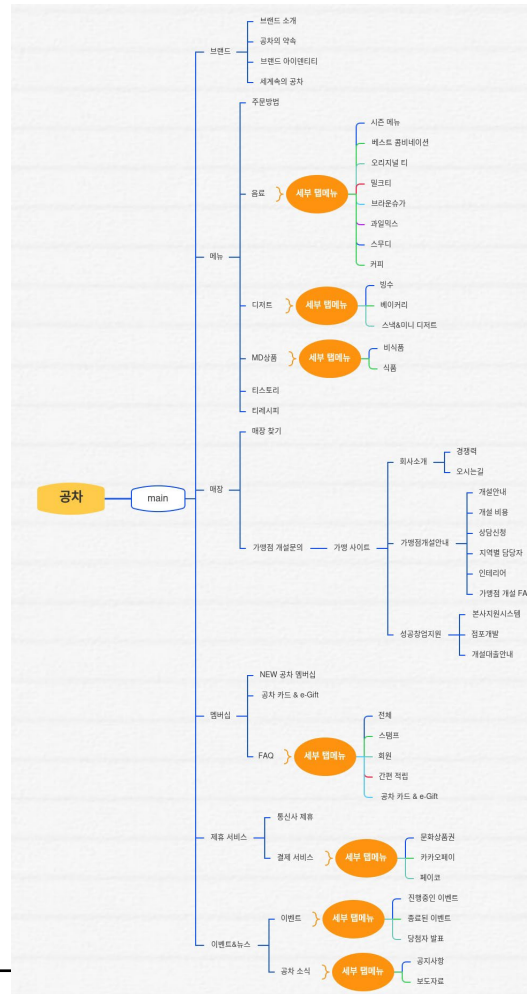 공차
main
브랜드
브랜드 소개
공차의 약속
브랜드 아이덴티티
세계속의 공차
메뉴
주문방법
음료
세부 탭메뉴
시즌 메뉴
베스트 콤비네이션
오리지널 티
밀크티
브라운슈가
과일믹스
스무디
커피
디저트
세부 탭메뉴
빙수
베이커리
스낵&미니 디저트
MD상품
세부 탭메뉴
비식품
식품
티스토리
티레시피
매장
매장 찾기
가맹점 개설문의
가맹 사이트
회사소개
경쟁력
오시는길
가맹점개설안내
개설안내
개설 비용
상담신청
지역별 담당자
인테리어
가맹점 개설 FA
성공창업지원
본사지원시스템
점포개발
개설대출안내
멤버십
NEW 공차 멤버십
공차 카드 & e-Gift
FAQ
세부 탭메뉴
전체
스탬프
회원
간편 적립
공차 카드 & e-Gift
제휴 서비스
통신사 제휴
결제 서비스
세부 탭메뉴
문화상품권
카카오페이
페이코
이벤트&뉴스
이벤트
세부 탭메뉴
진행중인 이벤트
종료된 이벤트
당첨자 발표
공차 소식
세부 탭메뉴
공지사항
보도자료